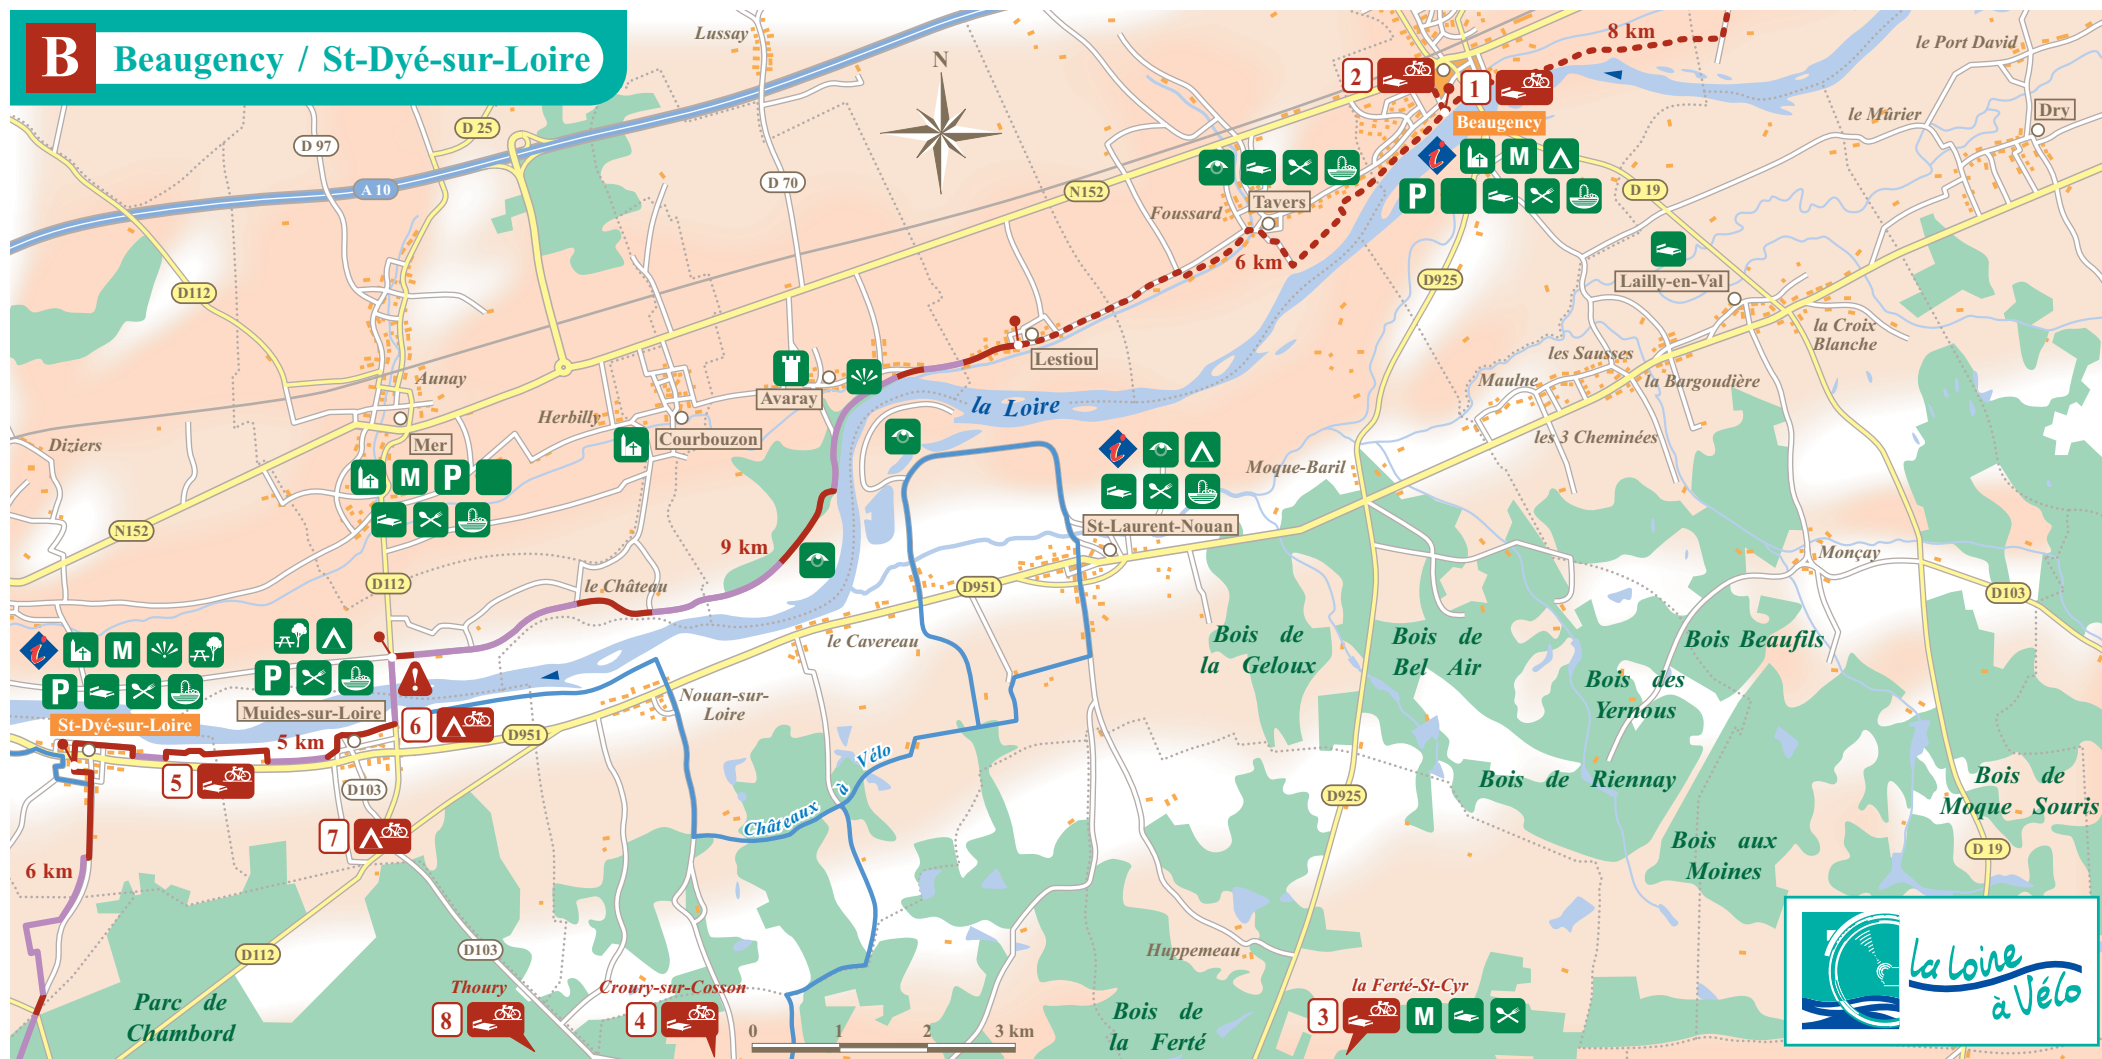 B
Beaugency / St-Dyé-sur-Loire
Lussay
N
8 km
le Port David
2
1
Beaugency
le Mûrier
Dry
D 25
D 97
A 10
D 70
N152
Foussard
Tavers
i
M
P
D 19
6 km
Lailly-en-Val
D925
D112
la Croix
Blanche
Lestiou
les Sausses
Maulne
la Bargoudière
les 3 Cheminées
Avaray
la Loire
Aunay
Herbilly
Courbouzon
Mer
M
P
Diziers
i
Moque-Baril
St-Laurent-Nouan
N152
9 km
Monçay
D112
le Château
D951
D103
le Cavereau
Bois de
la Geloux
Bois de
Bel Air
Bois Beaufils
Bois des
Yernous
i
M
P
P
Muides-sur-Loire
St-Dyé-sur-Loire
!
6
Nouan-sur-
Loire
D951
5 km
5
D103
Châteaux à Vélo
Bois de Riennay
D925
Bois de
Moque Souris
7
Bois aux
Moines
D 19
6 km
D112
D103
Huppemeau
Parc de
Chambord
Thoury
8
Croury-sur-Cosson
4
0 1 2 3 km
Bois de
la Ferté
la Ferté-St-Cyr
3
M
la Loire
à Vélo